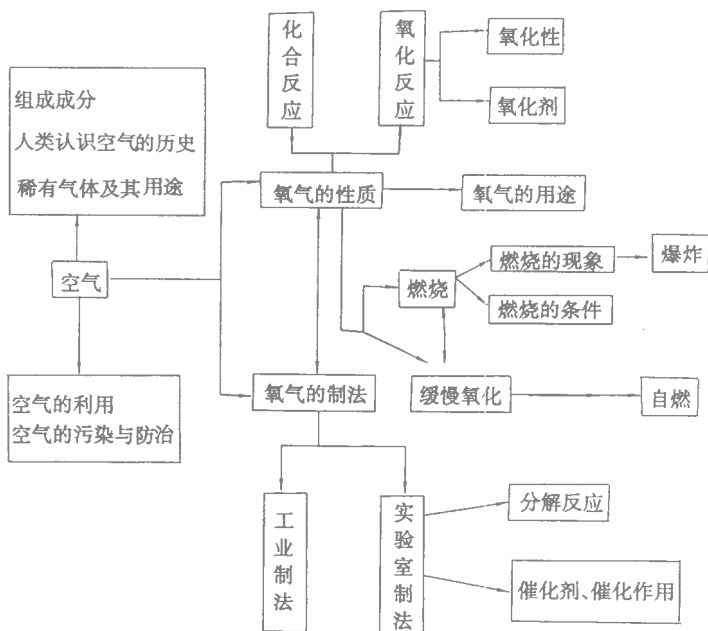 化合反应
氧化反应
氧化性
氧化剂
组成成分
人类认识空气的历史
稀有气体及其用途
氧气的性质
氧气的用途
空气
燃烧
燃烧的现象
爆炸
燃烧的条件
氧气的制法
缓慢氧化
自燃
空气的利用
空气的污染与防治
工业制法
实验室制法
分解反应
催化剂、催化作用